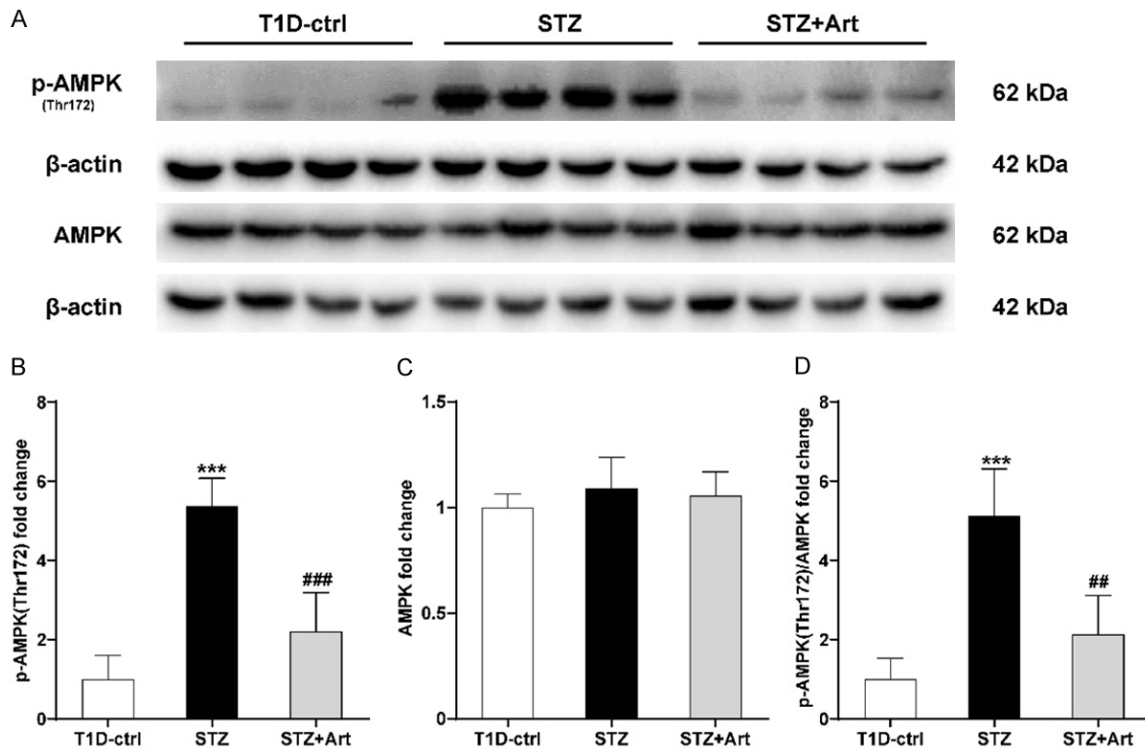 A
T1D-ctrl STZ STZ+Art
p-AMPK 62 kDa
(Thr172)
β-actin 42 kDa
AMPK 62 kDa
β-actin 42 kDa
B
p-AMPK(Thr172) fold change
8
6
4
2
0
***
###
T1D-ctrl STZ STZ+Art
C
AMPK fold change
1.5
1
0.5
0
T1D-ctrl STZ STZ+Art
D
p-AMPK(Thr172)/AMPK fold change
8
6
4
2
0
***
##
T1D-ctrl STZ STZ+Art